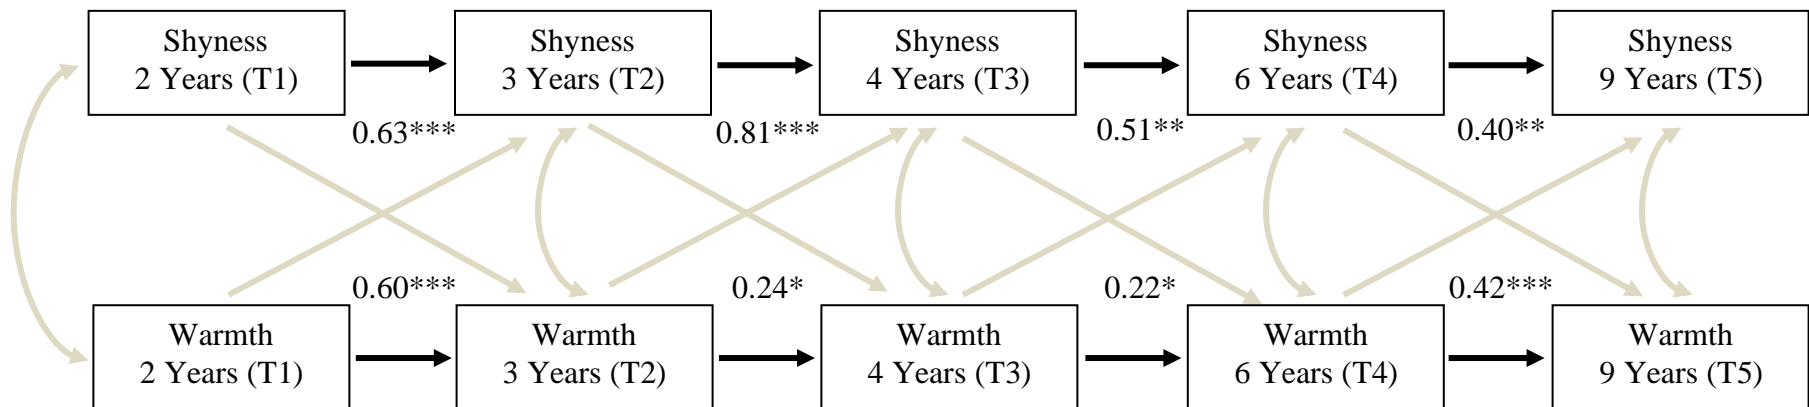 Shyness
2 Years (T1)
Shyness
3 Years (T2)
Shyness
4 Years (T3)
Shyness
6 Years (T4)
Shyness
9 Years (T5)
0.63***
0.81***
0.51**
0.40**
0.60***
0.24*
0.22*
0.42***
Warmth
2 Years (T1)
Warmth
3 Years (T2)
Warmth
4 Years (T3)
Warmth
6 Years (T4)
Warmth
9 Years (T5)